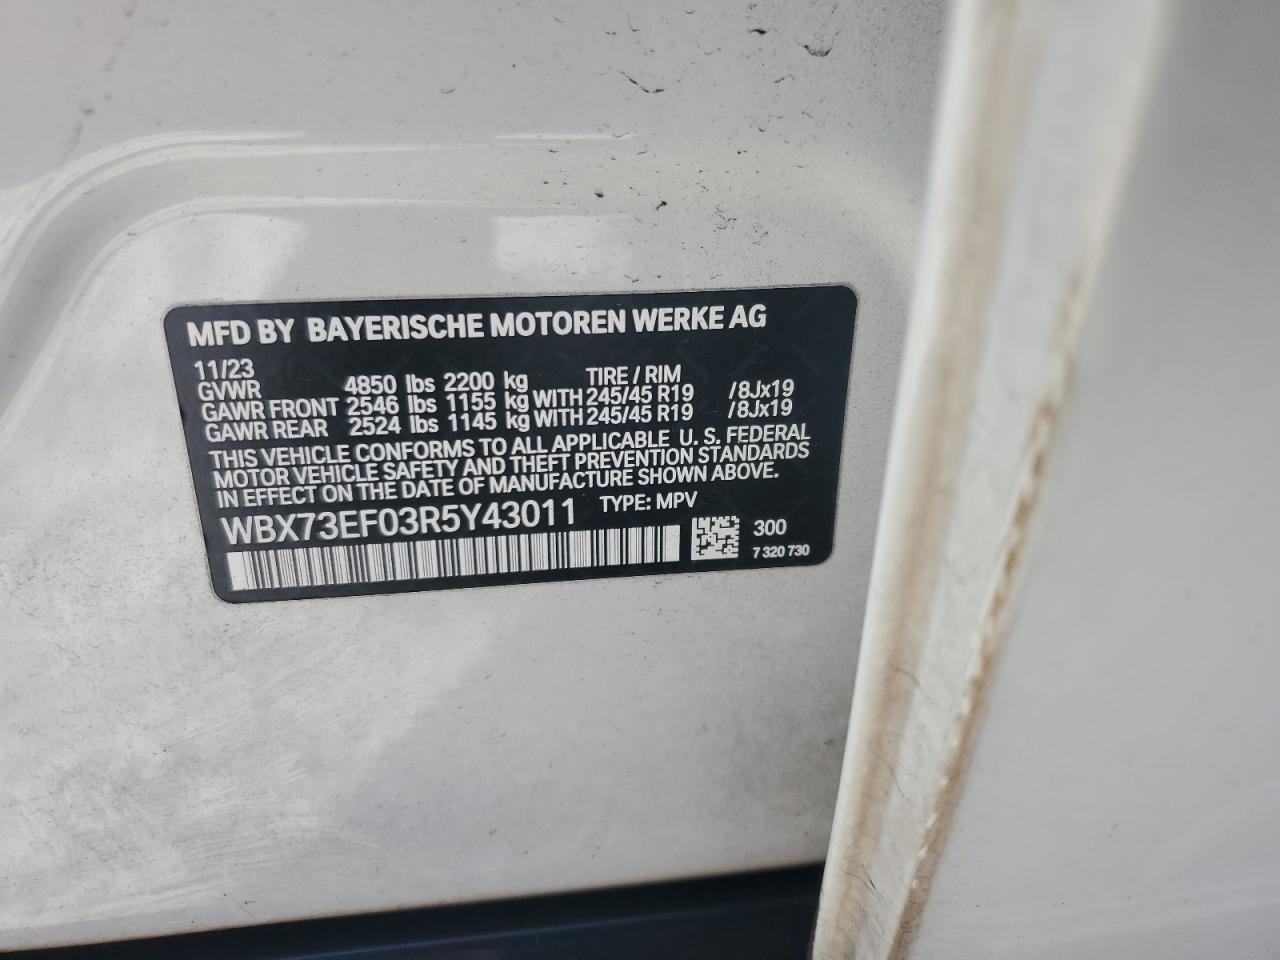 MFD BY BAYERISCHE MOTOREN WERKE AG
11/23 TIRE / RIM
GVWR 4850 lbs 2200 kg
GAWR FRONT 2546 lbs 1155 kg WITH 245/45 R19 /8Jx19
GAWR REAR 2524 lbs 1145 kg WITH 245/45 R19 /8Jx19
THIS VEHICLE CONFORMS TO ALL APPLICABLE U. S. FEDERAL
MOTOR VEHICLE SAFETY AND THEFT PREVENTION STANDARDS
IN EFFECT ON THE DATE OF MANUFACTURE SHOWN ABOVE.
WBX73EF03R5Y43011 TYPE: MPV
300
7 320 730